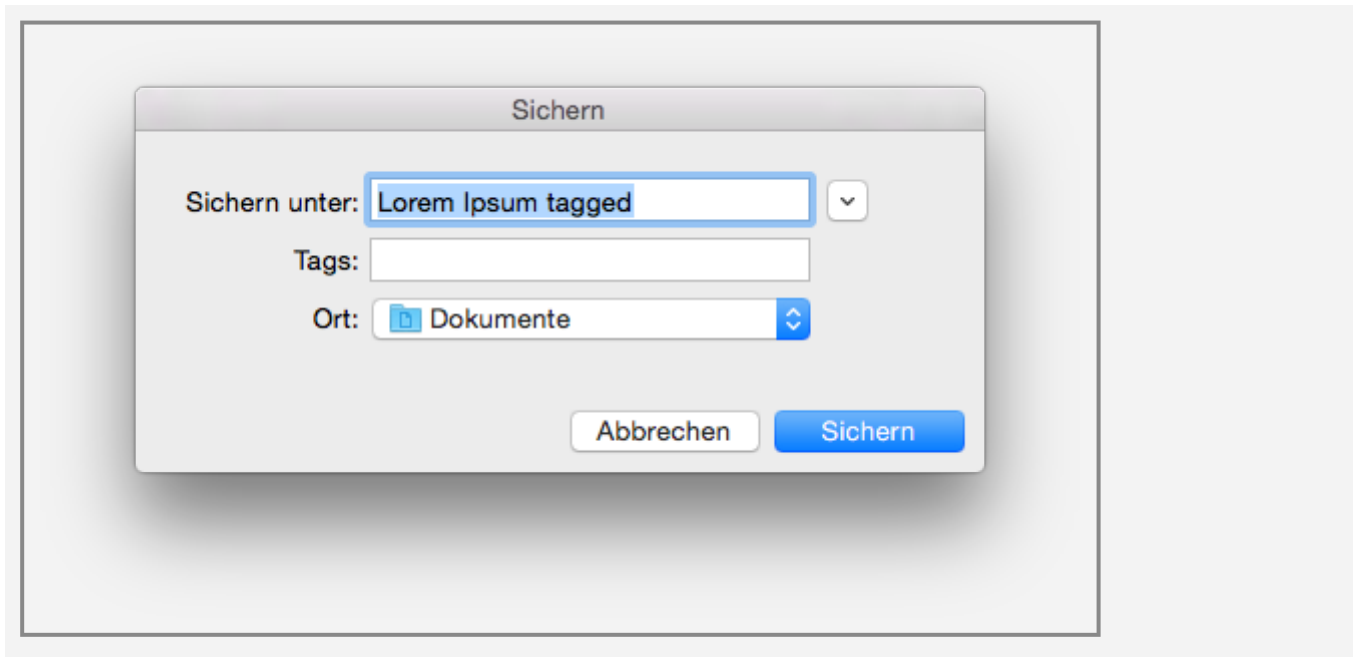 Sichern
Sichern unter: Lorem Ipsum tagged
Tags:
Ort: Dokumente
Abbrechen Sichern